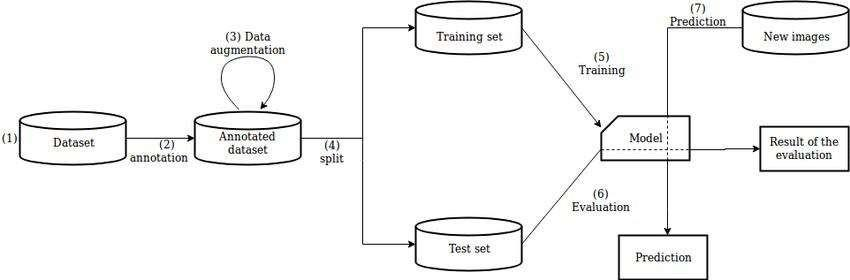 (1)
Dataset
(2)
annotation
(3) Data
augmentation
Annotated
dataset
(4)
split
Training set
Test set
(5)
Training
(6)
Evaluation
Model
(7)
Prediction
New images
Result of the
evaluation
Prediction